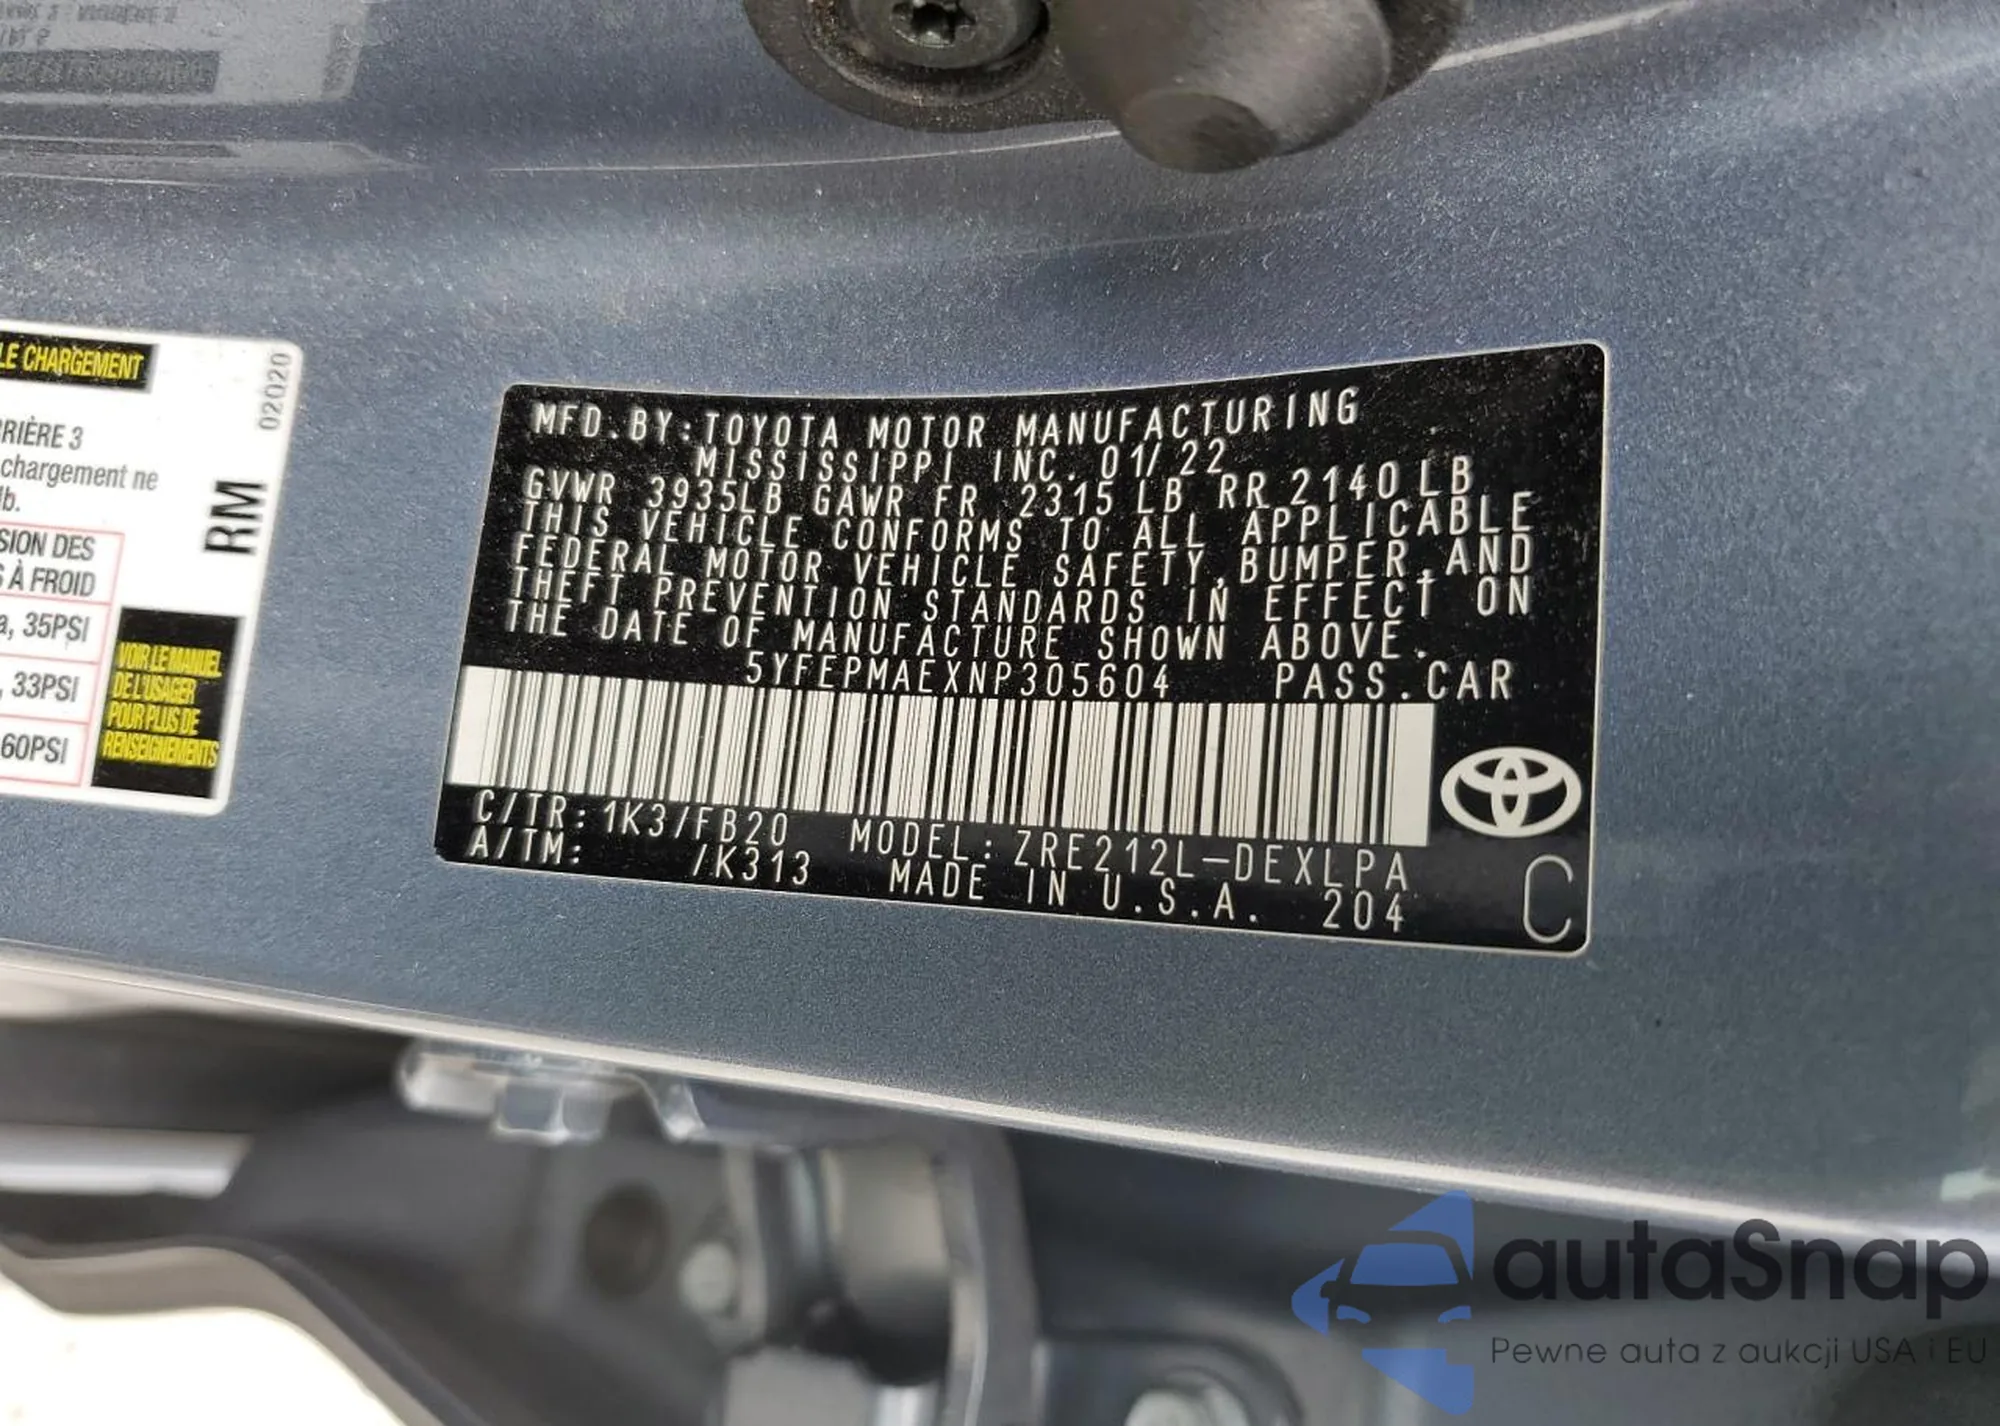 LE CHARGEMENT
02020
RIÈRE 3
chargement ne
lb.
RM
SION DES
À FROID
a, 35PSI
, 33PSI
60PSI
VOIR LE MANUEL
DE L'USAGER
POUR PLUS DE
RENSEIGNEMENTS
MFD.BY:TOYOTA MOTOR MANUFACTURING
MISSISSIPPI INC. 01/22
GVWR 3935LB GAWR FR 2315 LB RR 2140 LB
THIS VEHICLE CONFORMS TO ALL APPLICABLE
FEDERAL MOTOR VEHICLE SAFETY, BUMPER, AND
THEFT PREVENTION STANDARDS IN EFFECT ON
THE DATE OF MANUFACTURE SHOWN ABOVE.
5YFEPMAEXNP305604 PASS.CAR
C/TR: 1K3/FB20 MODEL: ZRE212L-DEXLPA
A/TM: /K313 MADE IN U.S.A. 204
C
autaSnap
Pewne auta z aukcji USA i EU